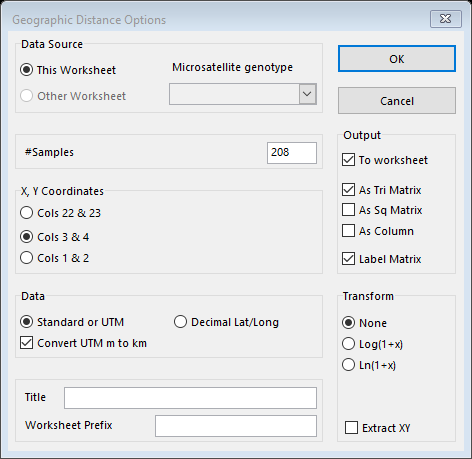 Geographic Distance Options
Data Source
This Worksheet
Other Worksheet
Microsatellite genotype
OK
Cancel
#Samples
208
X, Y Coordinates
Cols 22 & 23
Cols 3 & 4
Cols 1 & 2
Output
To worksheet
As Tri Matrix
As Sq Matrix
As Column
Label Matrix
Data
Standard or UTM
Decimal Lat/Long
Convert UTM m to km
Transform
None
Log(1+x)
Ln(1+x)
Extract XY
Title
Worksheet Prefix